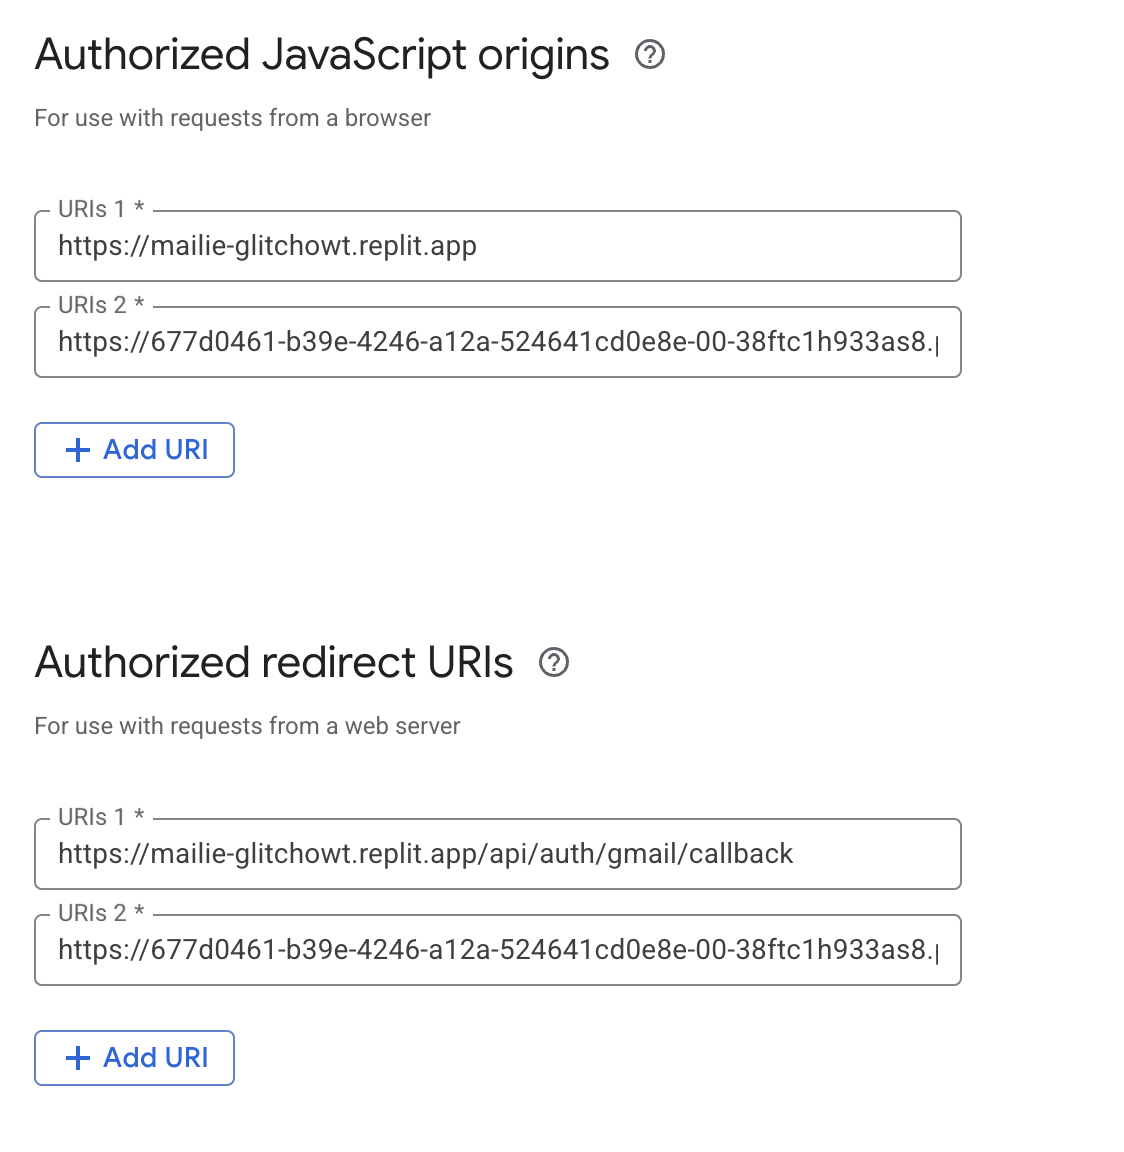 Authorized JavaScript origins
For use with requests from a browser
URIs 1 *
https://mailie-glitchowt.replit.app
URIs 2 *
https://677d0461-b39e-4246-a12a-524641cd0e8e-00-38ftc1h933as8.
+ Add URI
Authorized redirect URIs
For use with requests from a web server
URIs 1 *
https://mailie-glitchowt.replit.app/api/auth/gmail/callback
URIs 2 *
https://677d0461-b39e-4246-a12a-524641cd0e8e-00-38ftc1h933as8.
+ Add URI